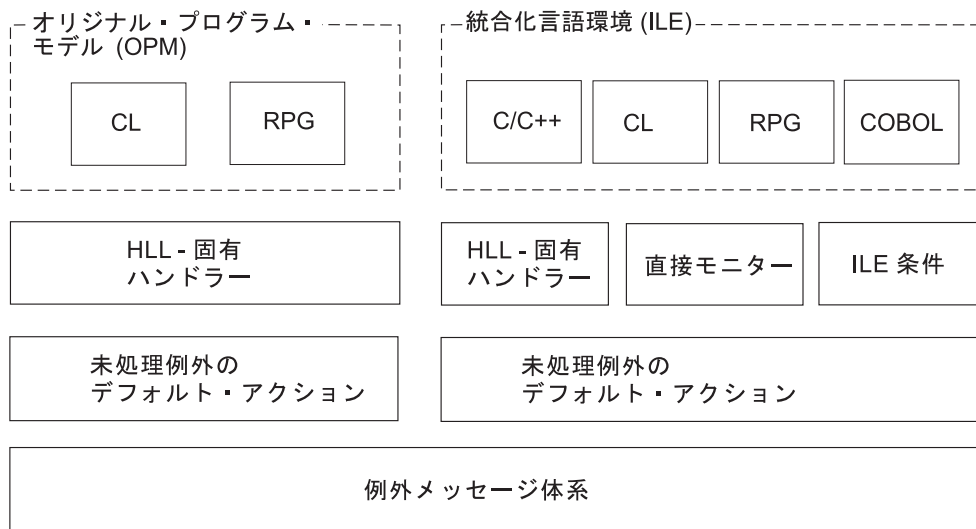 オリジナル・プログラム・
モデル (OPM)
CL
RPG
統合化言語環境 (ILE)
C/C++
CL
RPG
COBOL
HLL - 固有
ハンドラー
HLL - 固有
ハンドラー
直接モニター
ILE 条件
未処理例外の
デフォルト・アクション
未処理例外の
デフォルト・アクション
例外メッセージ体系